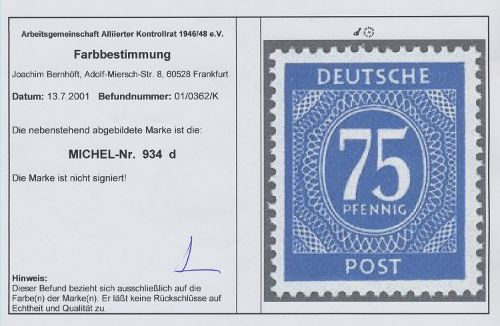 Arbeitsgemeinschaft Alliierter Kontrollrat 1946/48 e.V.
Farbbestimmung
Joachim Bernhöft, Adolf-Miersch-Str. 8, 60528 Frankfurt
Datum: 13.7.2001 Befundnummer: 01/0362/K
Die nebenstehend abgebildete Marke ist die:
MICHEL-Nr. 934 d
Die Marke ist nicht signiert!
Hinweis:
Dieser Befund bezieht sich ausschließlich auf die
Farbe(n) der Marke(n). Er läßt keine Rückschlüsse auf
Echtheit und Qualität zu.
d
DEUTSCHE
75
PFENNIG
POST